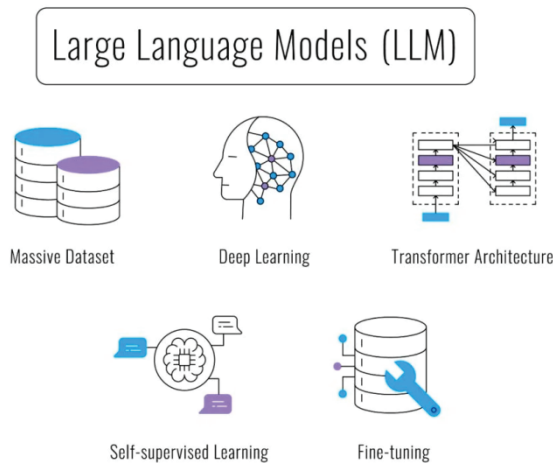 Large Language Models (LLM)
Massive Dataset
Deep Learning
Transformer Architecture
Self-supervised Learning
Fine-tuning